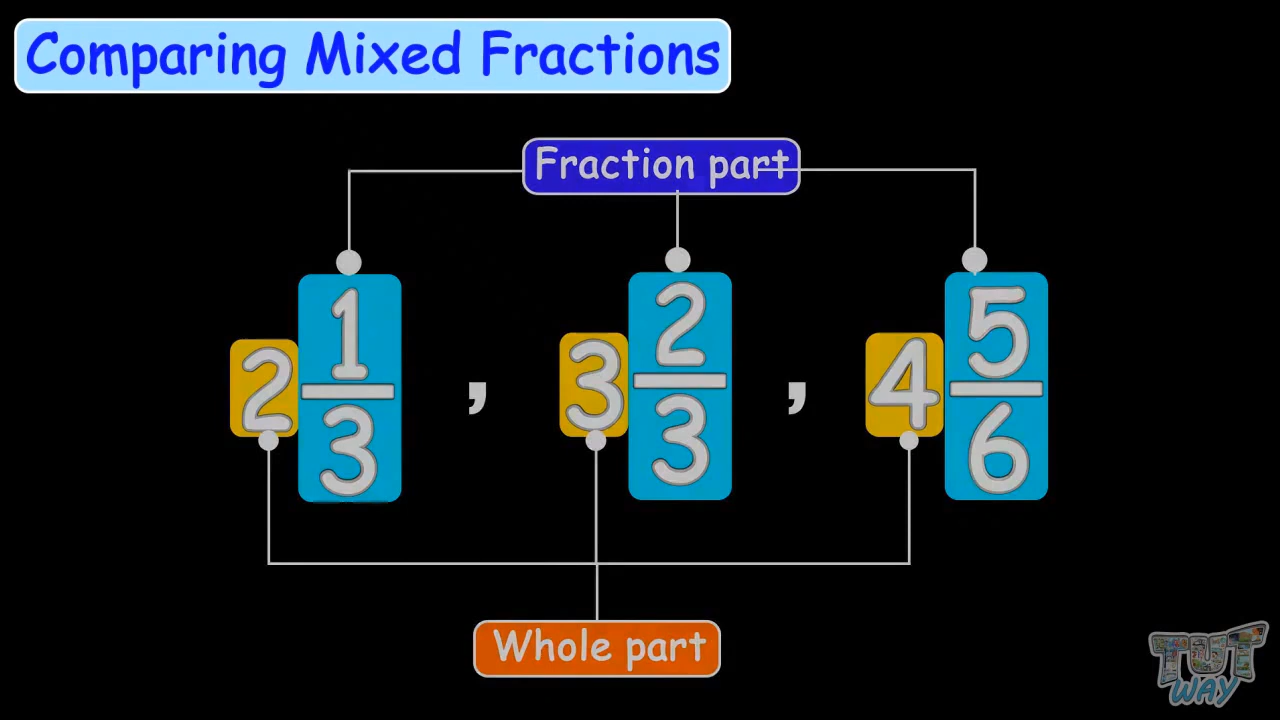 Comparing Mixed Fractions
Fraction part
2 1/3 , 3 2/3 , 4 5/6
Whole part
TUT
WAY